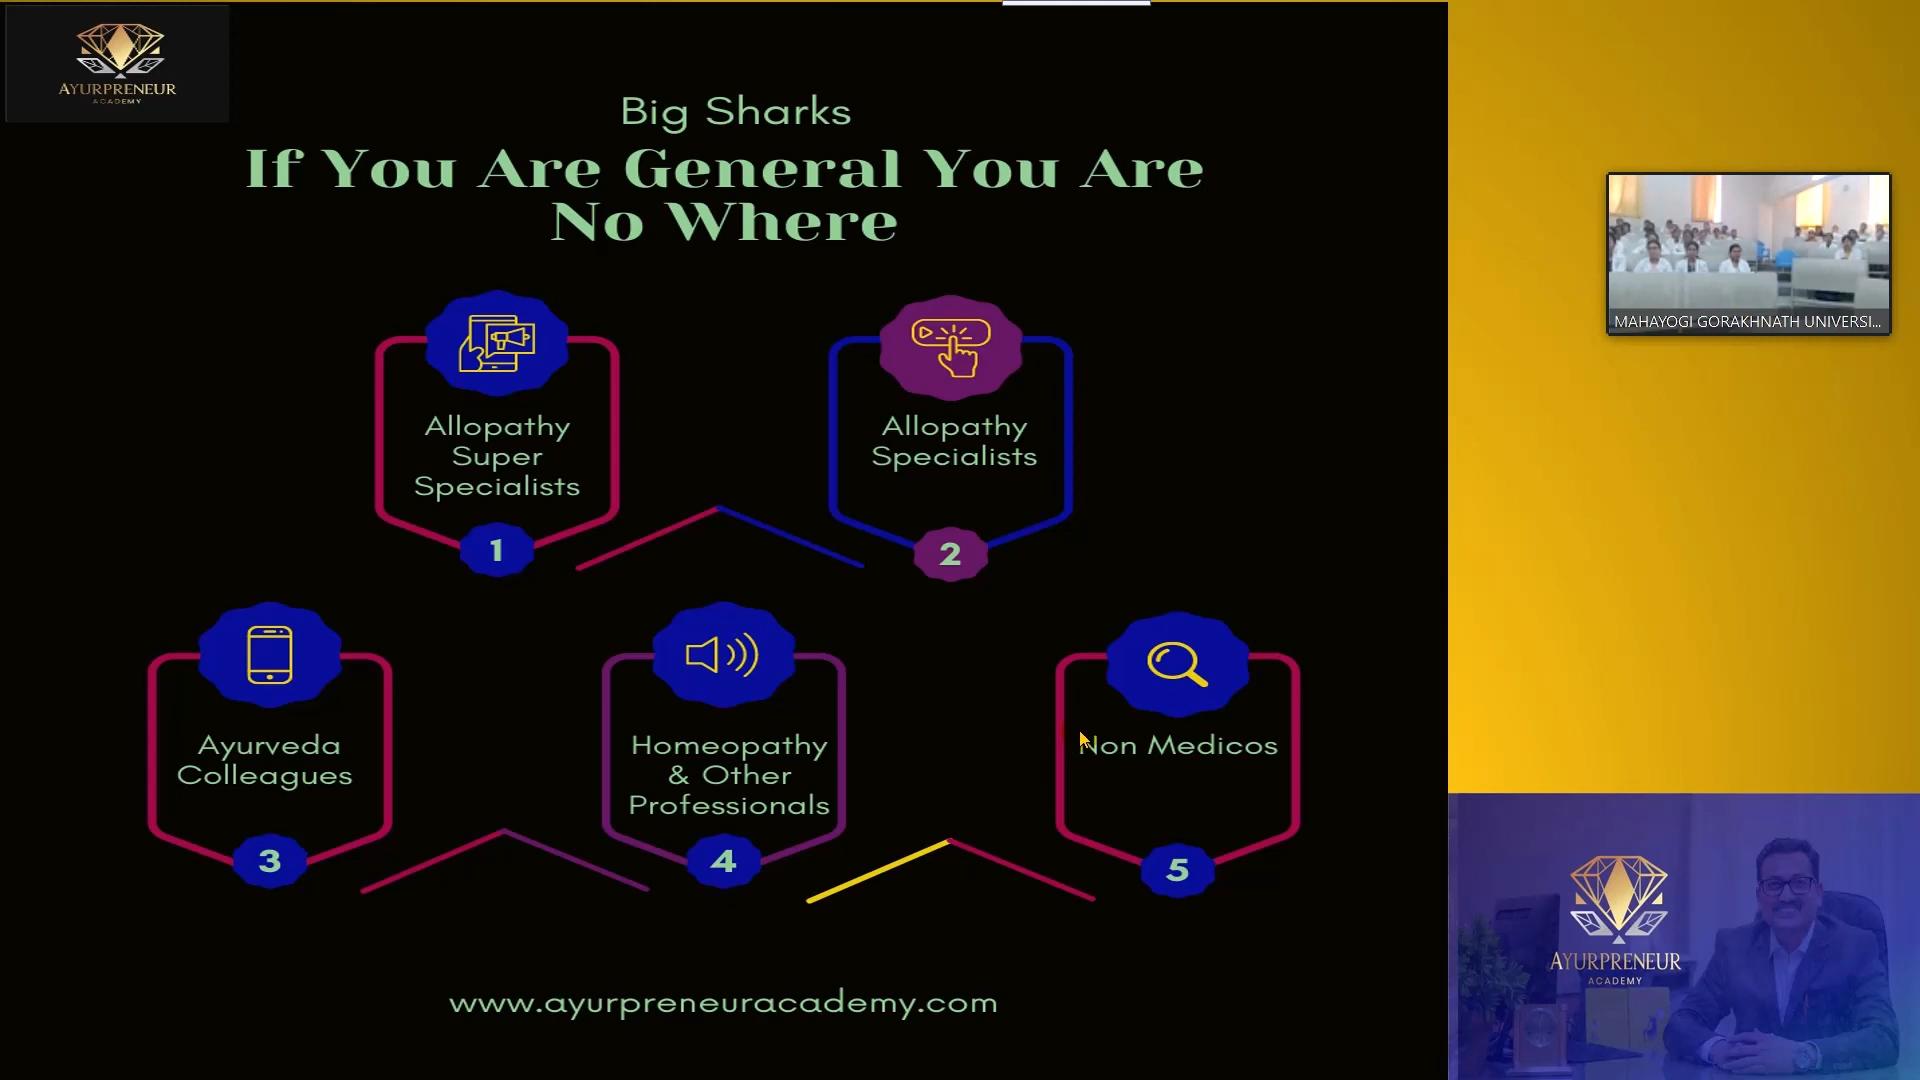 AYURPRENEUR
ACADEMY
Big Sharks
If You Are General You Are
No Where
Allopathy
Super
Specialists
1
Allopathy
Specialists
2
Ayurveda
Colleagues
3
Homeopathy
& Other
Professionals
4
Non Medicos
5
www.ayurpreneuracademy.com
MAHAYOGI GORAKHNATH UNIVERSI...
AYURPRENEUR
ACADEMY